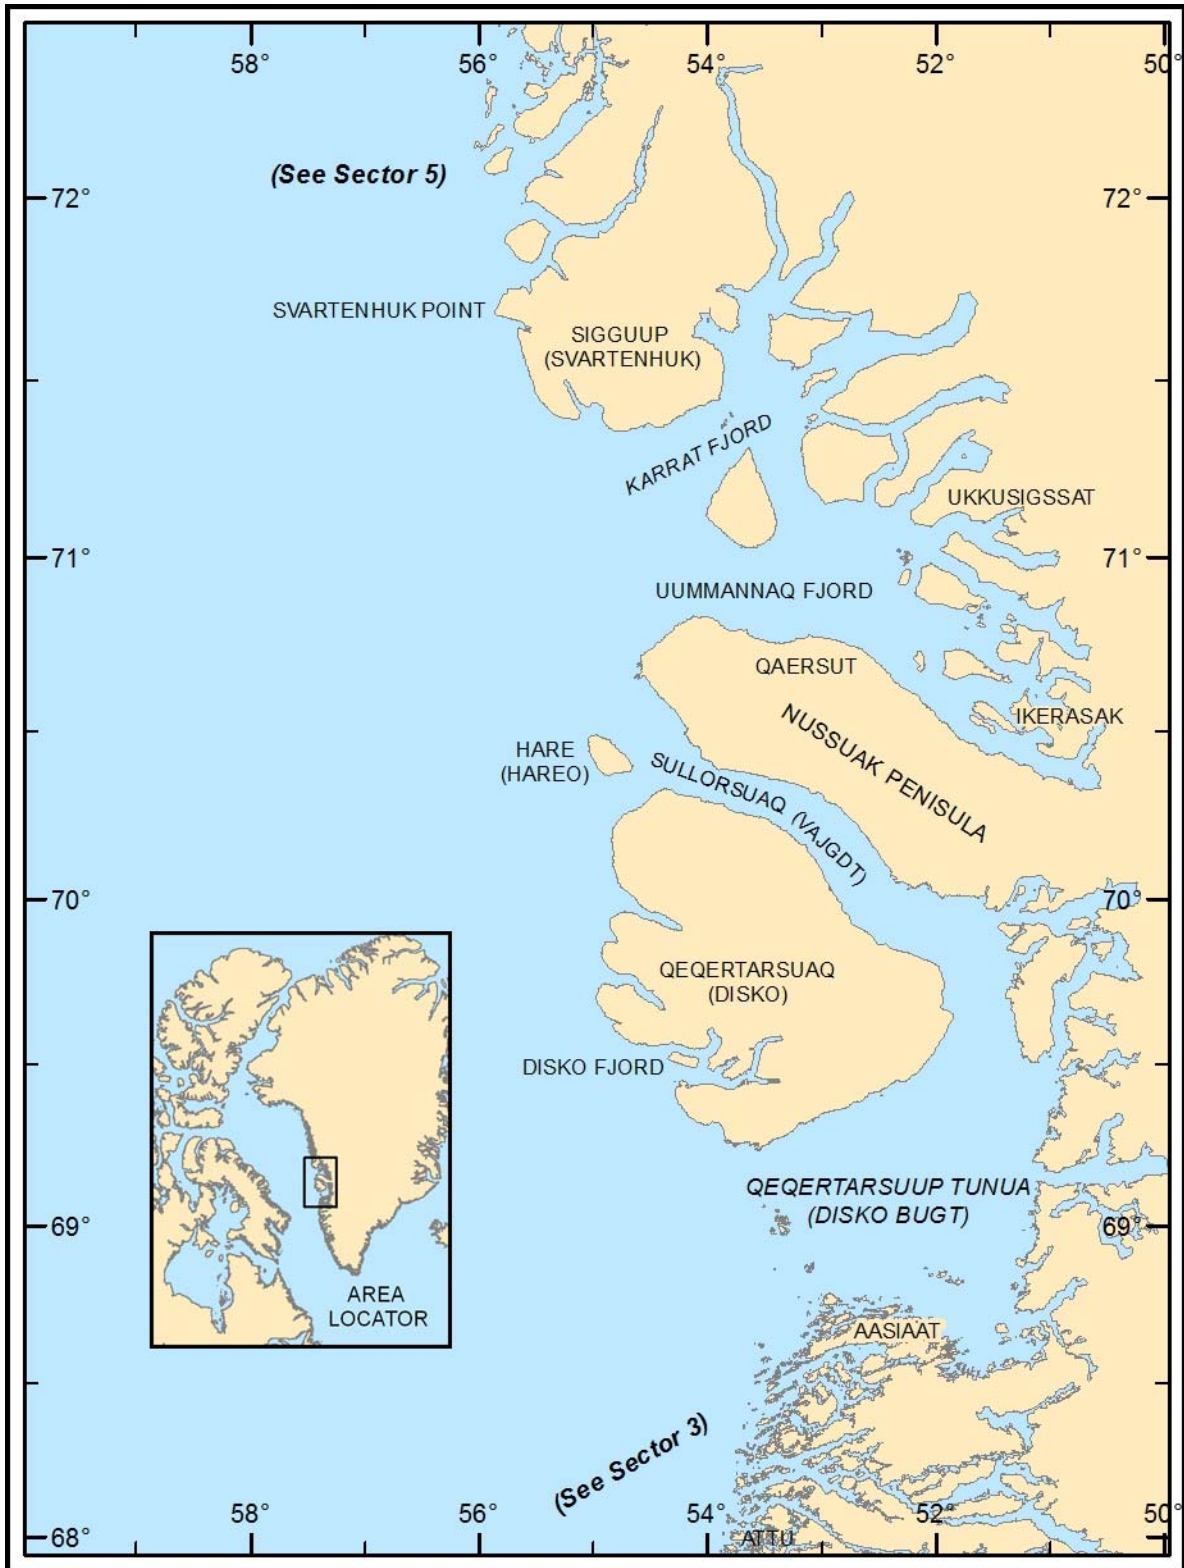 58°
56°
54°
52°
50°
(See Sector 5)
72°
72°
SVARTENHUK POINT
SIGGUUP
(SVARTENHUK)
KARRAT FJORD
UKKUSIGSSAT
71°
71°
UUMMANNAQ FJORD
QAERSUT
IKERASAK
NUSSUAK PENISULA
HARE
(HAREO)
SULLORSUAQ (VAJGDT)
70°
70°
QEQERTARSUAQ
(DISKO)
DISKO FJORD
QEQERTARSUUP TUNUA
(DISKO BUGT)
69°
69°
AREA
LOCATOR
AASIAAT
(See Sector 3)
58°
56°
54°
52°
50°
68°
ATTU